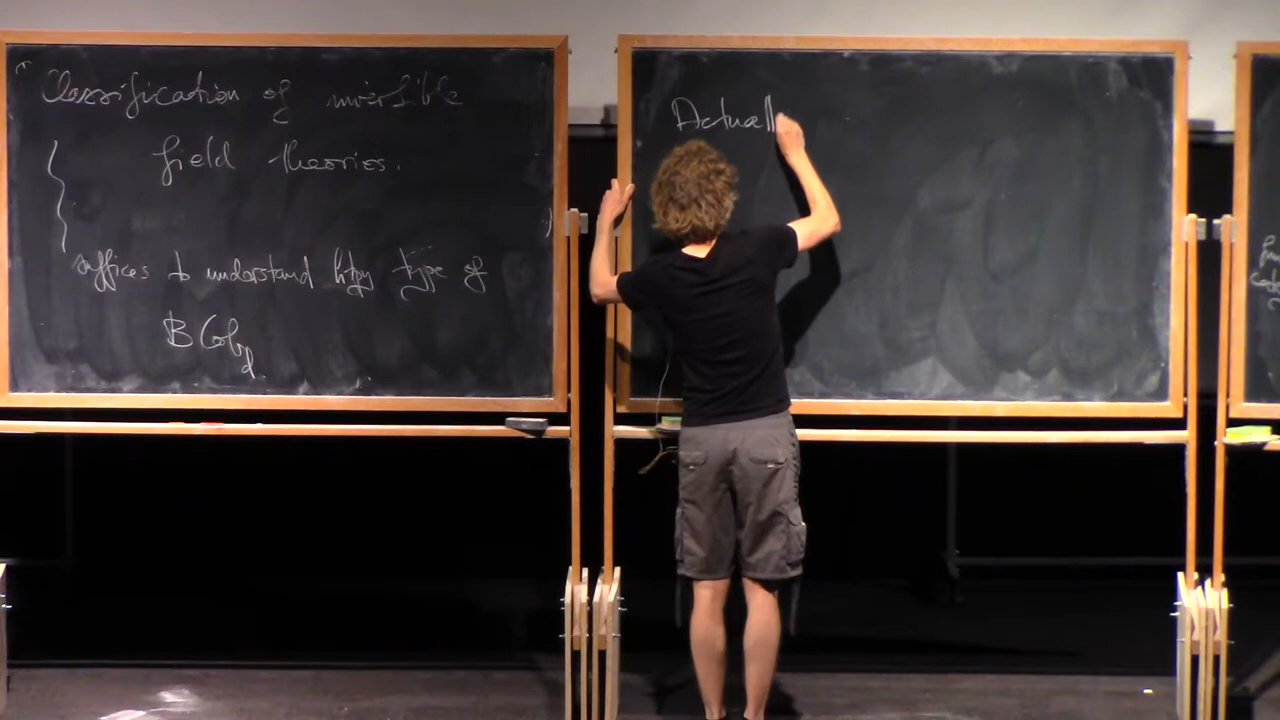 Classification of invertible
field theories.
suffices to understand htpy type of
B Cob_d.
Actuall